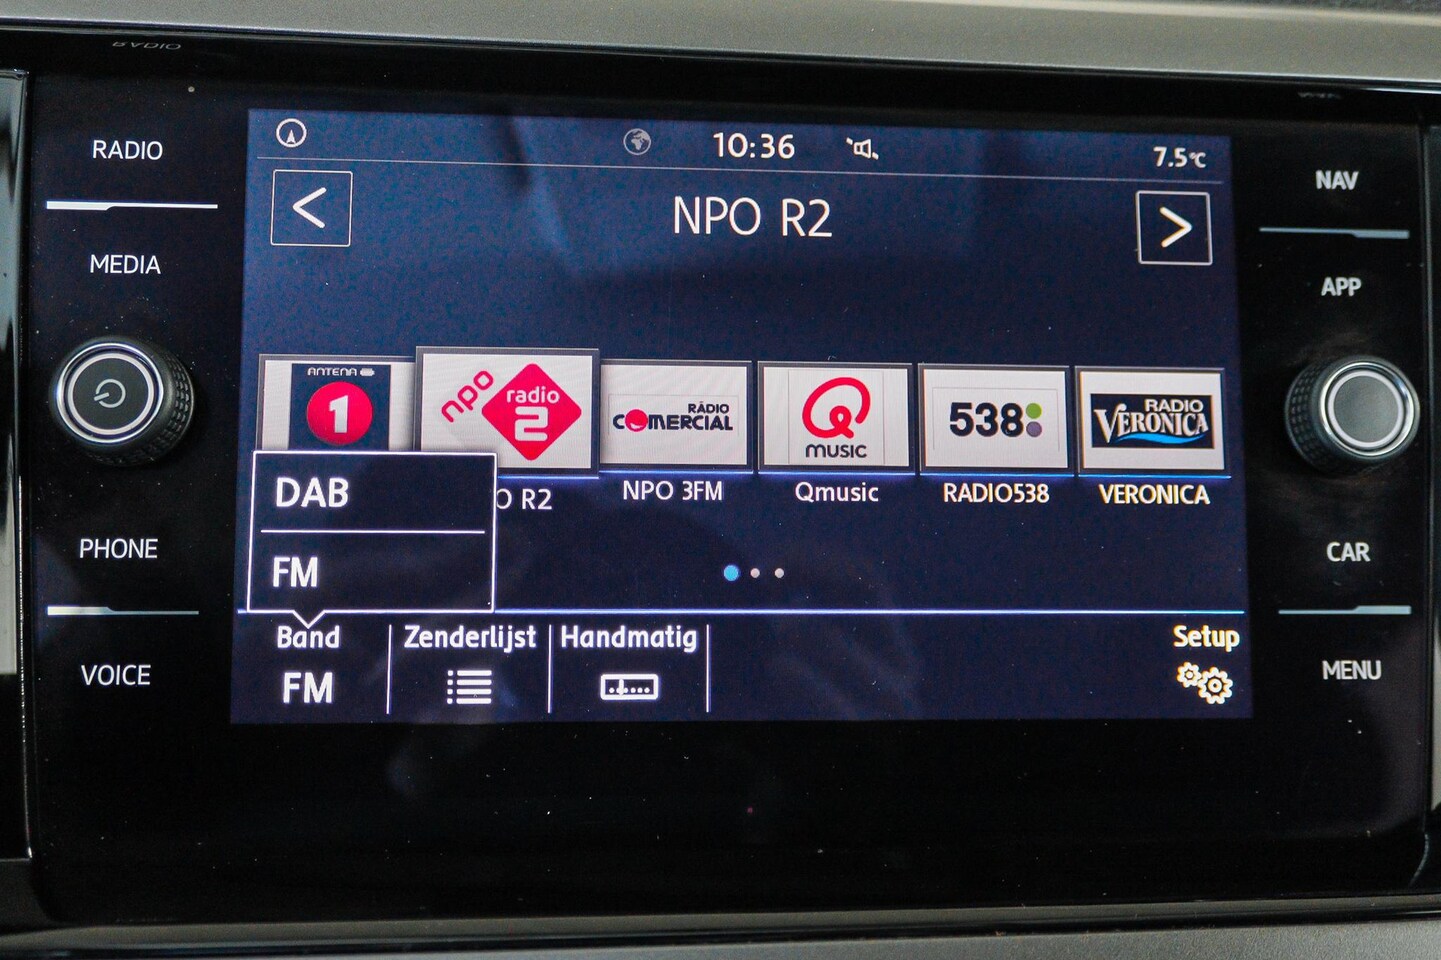 RADIO
MEDIA
PHONE
VOICE
10:36
7.5°C
<
NPO R2
>
ANTENA
1
npo
radio
2
RÁDIO
COMERCIAL
Q
MUSIC
538
RADIO
VERONICA
O R2
NPO 3FM
Qmusic
RADIO538
VERONICA
DAB
FM
Band
FM
Zenderlijst
Handmatig
Setup
NAV
APP
CAR
MENU